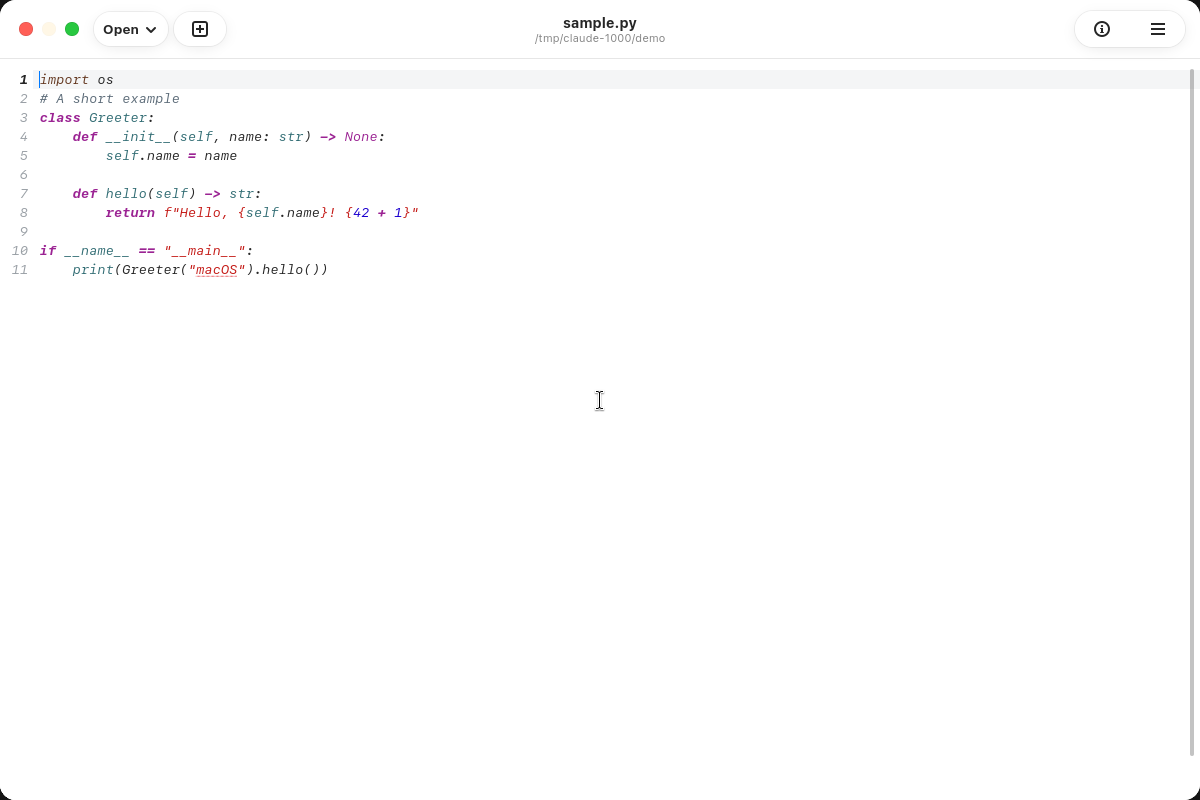 Open
sample.py
/tmp/claude-1000/demo
1 import os
2 # A short example
3 class Greeter:
4     def __init__(self, name: str) -> None:
5         self.name = name
6
7     def hello(self) -> str:
8         return f"Hello, {self.name}! {42 + 1}"
9
10 if __name__ == "__main__":
11     print(Greeter("macOS").hello())